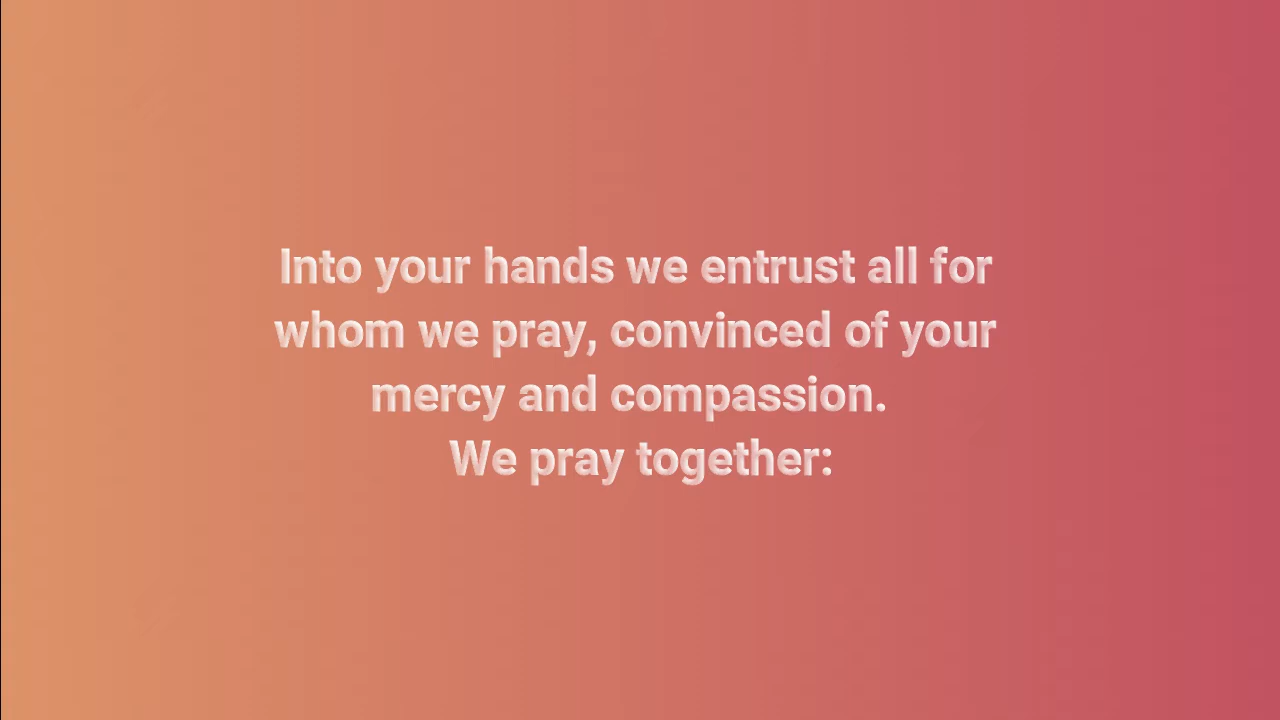 Into your hands we entrust all for
whom we pray, convinced of your
mercy and compassion.
We pray together: